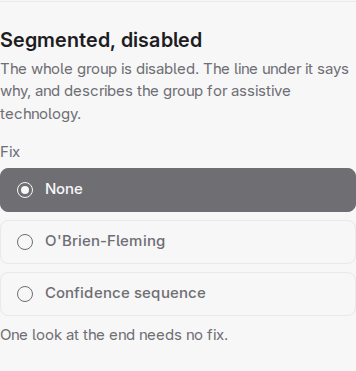 Segmented, disabled
The whole group is disabled. The line under it says
why, and describes the group for assistive
technology.
Fix
None
O'Brien-Fleming
Confidence sequence
One look at the end needs no fix.